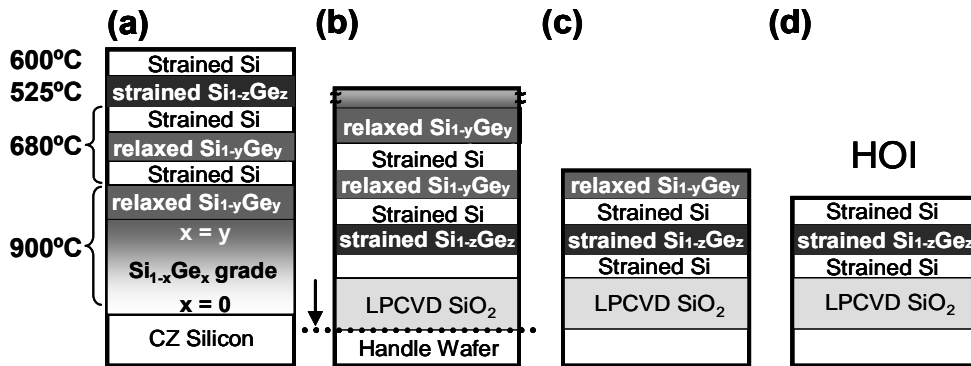 (a)
600ºC
Strained Si
525ºC
strained Si1-zGez
Strained Si
680ºC
relaxed Si1-yGey
Strained Si
relaxed Si1-yGey
900ºC
x = y
Si1-xGex grade
x = 0
CZ Silicon
(b)
relaxed Si1-yGey
Strained Si
relaxed Si1-yGey
Strained Si
strained Si1-zGez
LPCVD SiO2
Handle Wafer
(c)
relaxed Si1-yGey
Strained Si
strained Si1-zGez
Strained Si
LPCVD SiO2
(d)
HOI
Strained Si
strained Si1-zGez
Strained Si
LPCVD SiO2